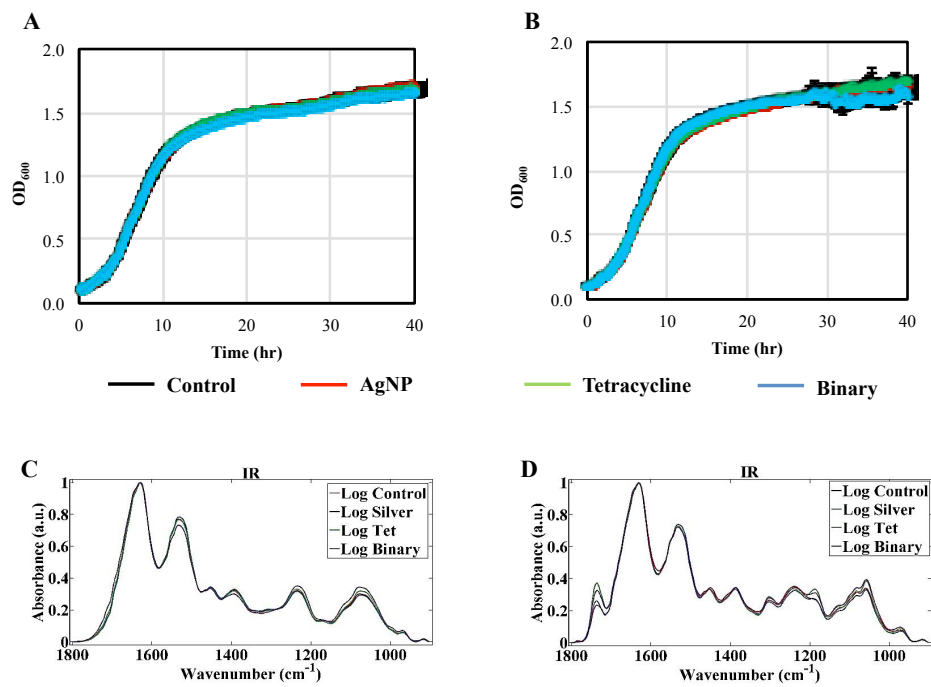 A
B
2.0
1.5
1.0
0.5
0.0
OD600
0 10 20 30 40
Time (hr)
2.0
1.5
1.0
0.5
0.0
OD600
0 10 20 30 40
Time (hr)
Control AgNP Tetracycline Binary
C
IR
1
0.8
0.6
0.4
0.2
0
Absorbance (a.u.)
Log Control
Log Silver
Log Tet
Log Binary
1800 1600 1400 1200 1000
Wavenumber (cm-1)
D
IR
1
0.8
0.6
0.4
0.2
0
Absorbance (a.u.)
Log Control
Log Silver
Log Tet
Log Binary
1800 1600 1400 1200 1000
Wavenumber (cm-1)